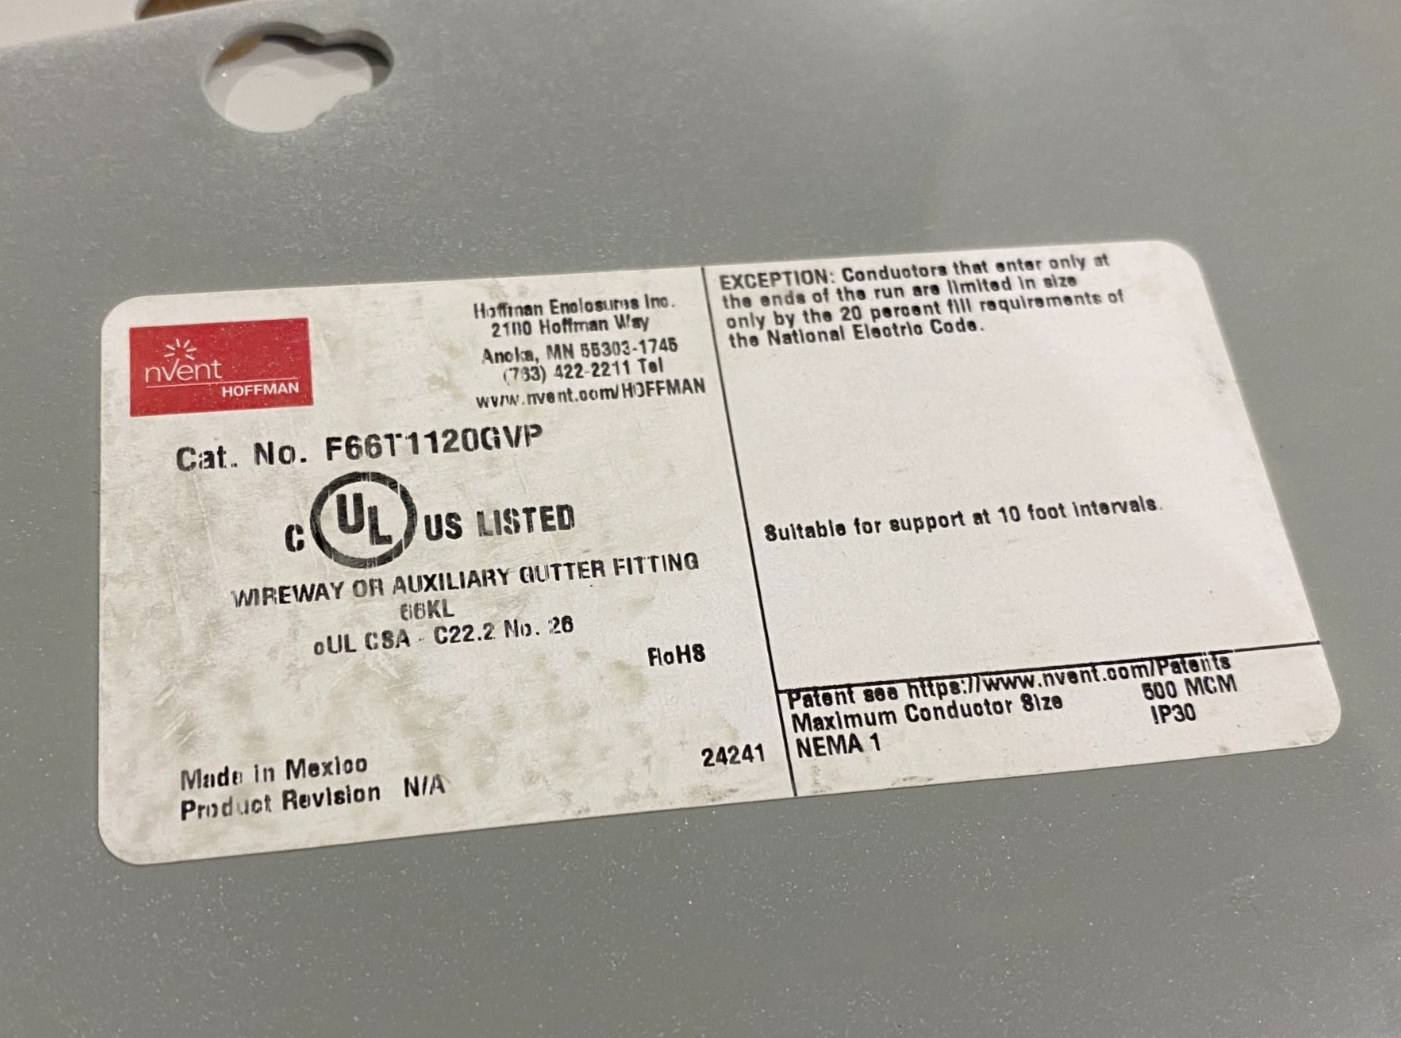 nVent
HOFFMAN
Hoffman Enclosures Inc.
2100 Hoffman Way
Anoka, MN 55303-1745
(763) 422-2211 Tel
www.nvent.com/HOFFMAN
Cat. No. F66T1120GVP
C UL US LISTED
WIREWAY OR AUXILIARY GUTTER FITTING
66KL
cUL CSA - C22.2 No. 26
RoHS
Made in Mexico
Product Revision N/A
24241
EXCEPTION: Conductors that enter only at
the ends of the run are limited in size
only by the 20 percent fill requirements of
the National Electric Code.
Suitable for support at 10 foot intervals.
Patent see https://www.nvent.com/Patents
Maximum Conductor Size 500 MCM
NEMA 1 IP30